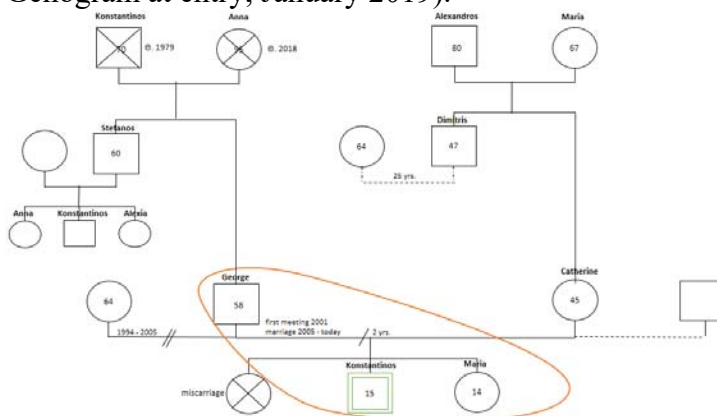 Genogram at entry, January 2019).
Konstantinos
Anna
Alexandros
Maria
Θ. 1979
Θ. 2018
80
67
Stefanos
60
Dimitris
64
47
25 yrs.
Anna
Konstantinos
Alexia
George
Catherine
64
58
45
first meeting 2001
marriage 2005 - today
1994 - 2005
2 yrs.
Konstantinos
Maria
miscarriage
15
14